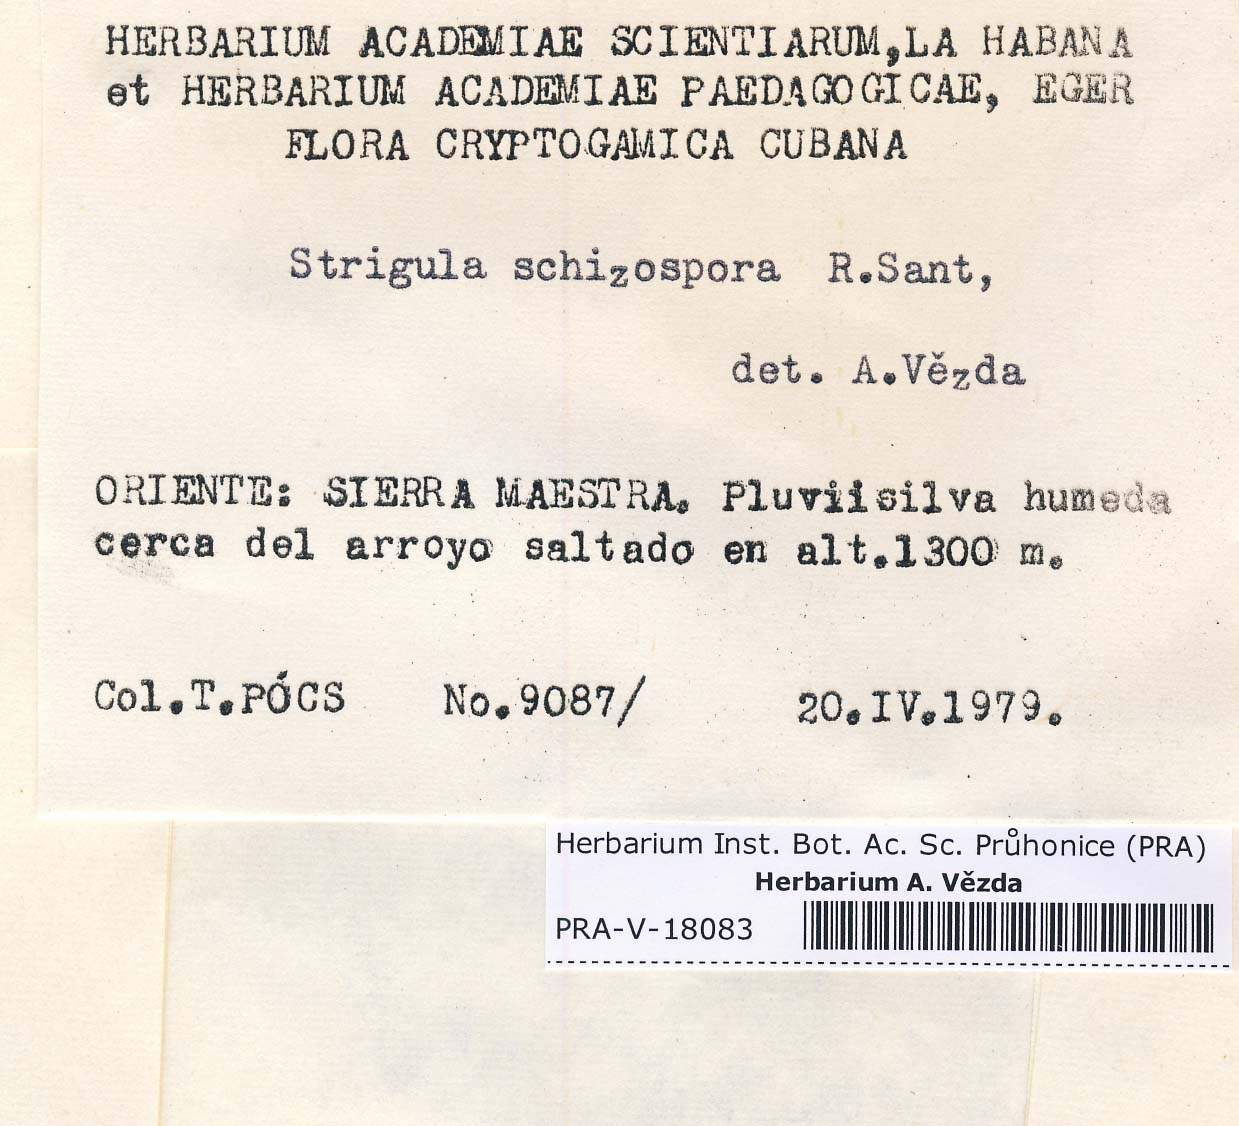 HERBARIUM ACADEMIAE SCIENTIARUM, LA HABANA
et HERBARIUM ACADEMIAE PAEDAGOGICAE, EGER
FLORA CRYPTOGAMICA CUBANA
Strigula schizospora R.Sant,
det. A.Vězda
ORIENTE: SIERRA MAESTRA. Pluviisilva humeda
cerca del arroyo saltado en alt.1300 m.
Col.T.PÓCS No.9087/ 20.IV.1979.
Herbarium Inst. Bot. Ac. Sc. Průhonice (PRA)
Herbarium A. Vězda
PRA-V-18083